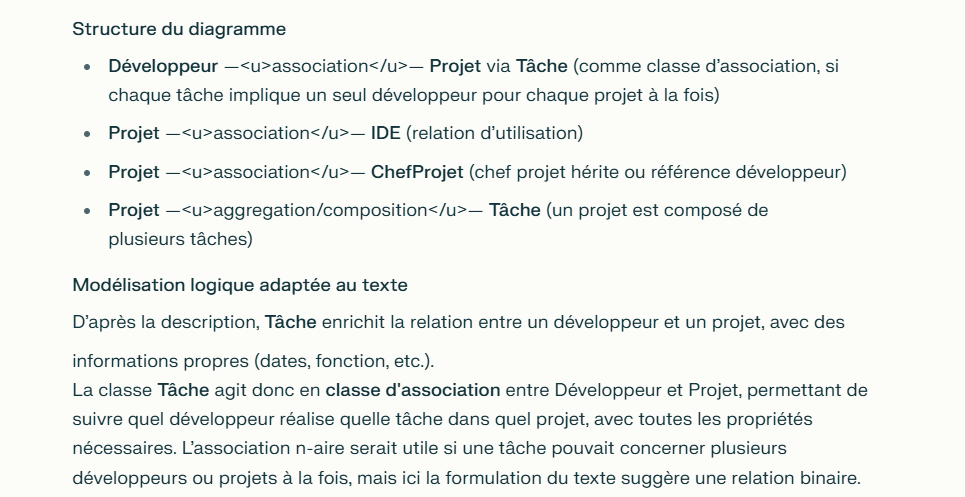 Structure du diagramme
• Développeur —<u>association</u>— Projet via Tâche (comme classe d'association, si
chaque tâche implique un seul développeur pour chaque projet à la fois)
• Projet —<u>association</u>— IDE (relation d'utilisation)
• Projet —<u>association</u>— ChefProjet (chef projet hérite ou référence développeur)
• Projet —<u>aggregation/composition</u>— Tâche (un projet est composé de
plusieurs tâches)
Modélisation logique adaptée au texte
D'après la description, Tâche enrichit la relation entre un développeur et un projet, avec des
informations propres (dates, fonction, etc.).
La classe Tâche agit donc en classe d'association entre Développeur et Projet, permettant de
suivre quel développeur réalise quelle tâche dans quel projet, avec toutes les propriétés
nécessaires. L'association n-aire serait utile si une tâche pouvait concerner plusieurs
développeurs ou projets à la fois, mais ici la formulation du texte suggère une relation binaire.